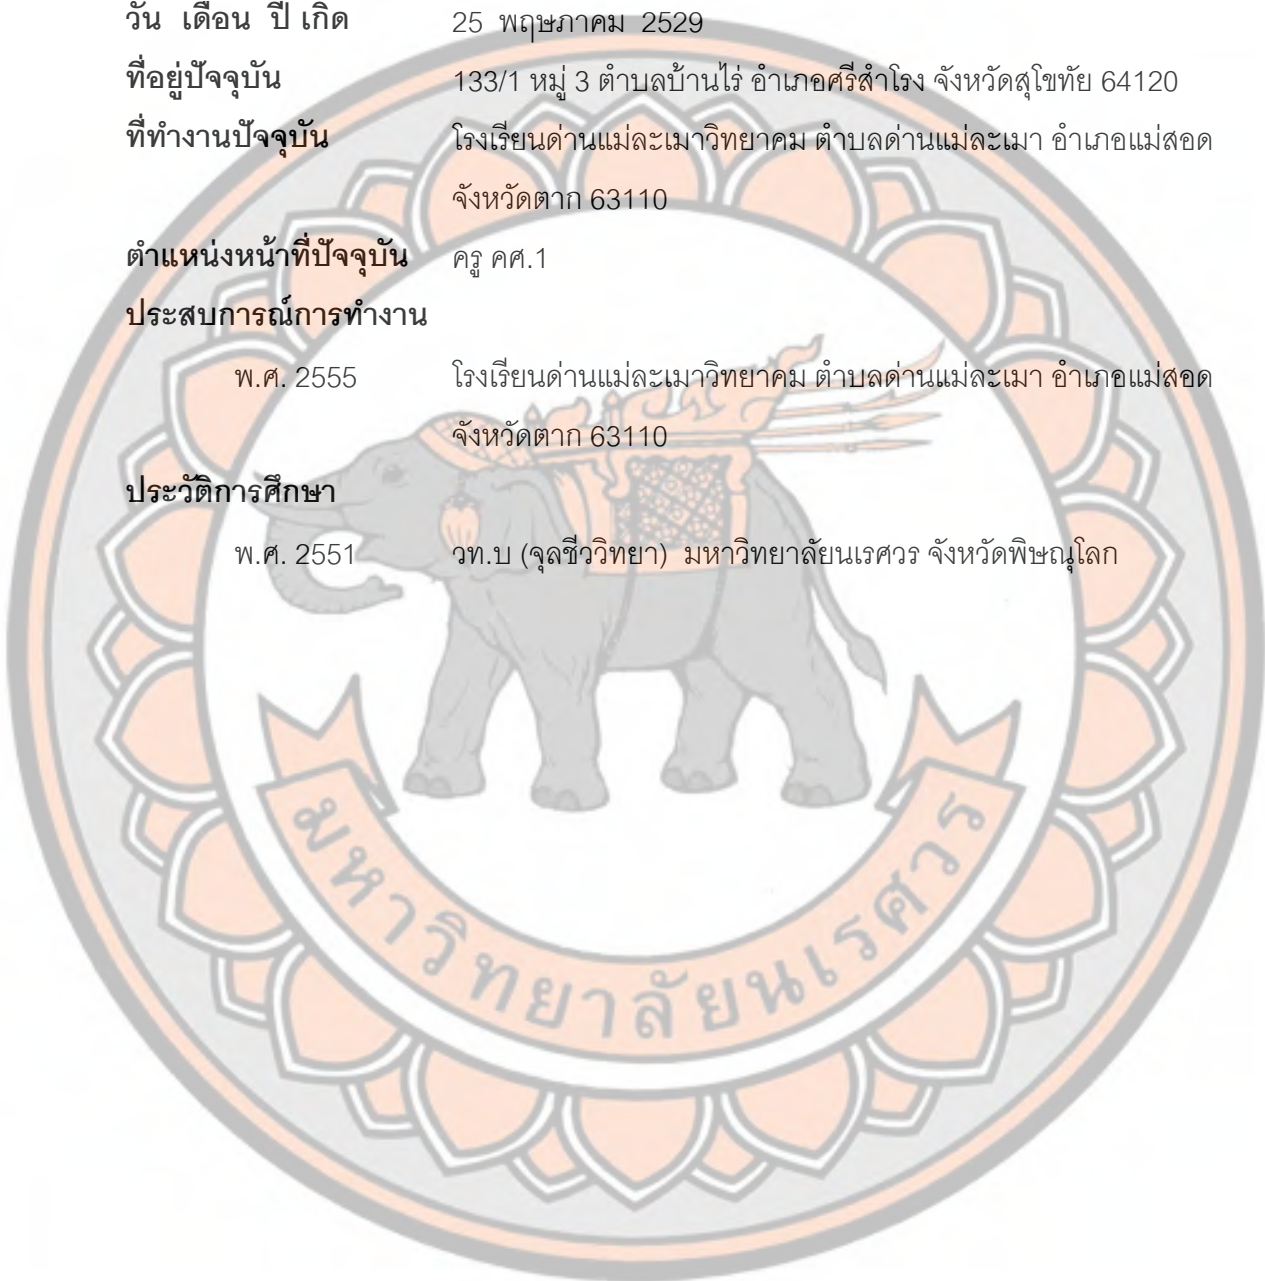 วัน เดือน ปี เกิด 25 พฤษภาคม 2529
ที่อยู่ปัจจุบัน 133/1 หมู่ 3 ตำบลบ้านไร่ อำเภอศรีสำโรง จังหวัดสุโขทัย 64120
ที่ทำงานปัจจุบัน โรงเรียนด่านแม่ละเมาวิทยาคม ตำบลด่านแม่ละเมา อำเภอแม่สอด
จังหวัดตาก 63110
ตำแหน่งหน้าที่ปัจจุบัน ครู คศ.1
ประสบการณ์การทำงาน
พ.ศ. 2555 โรงเรียนด่านแม่ละเมาวิทยาคม ตำบลด่านแม่ละเมา อำเภอแม่สอด
จังหวัดตาก 63110
ประวัติการศึกษา
พ.ศ. 2551 วท.บ (จุลชีววิทยา) มหาวิทยาลัยนเรศวร จังหวัดพิษณุโลก
มหาวิทยาลัยนเรศวร